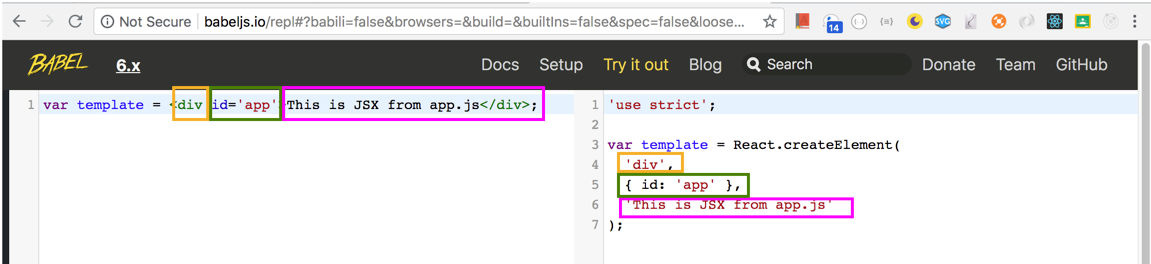 Not Secure | babeljs.io/repl#?babili=false&browsers=&build=&builtIns=false&spec=false&loose...
14
SVG
BABEL 6.x Docs Setup Try it out Blog Search Donate Team GitHub
1 var template = <div id='app'>This is JSX from app.js</div>;
1 'use strict';
2
3 var template = React.createElement(
4 'div',
5 { id: 'app' },
6 'This is JSX from app.js'
7 );